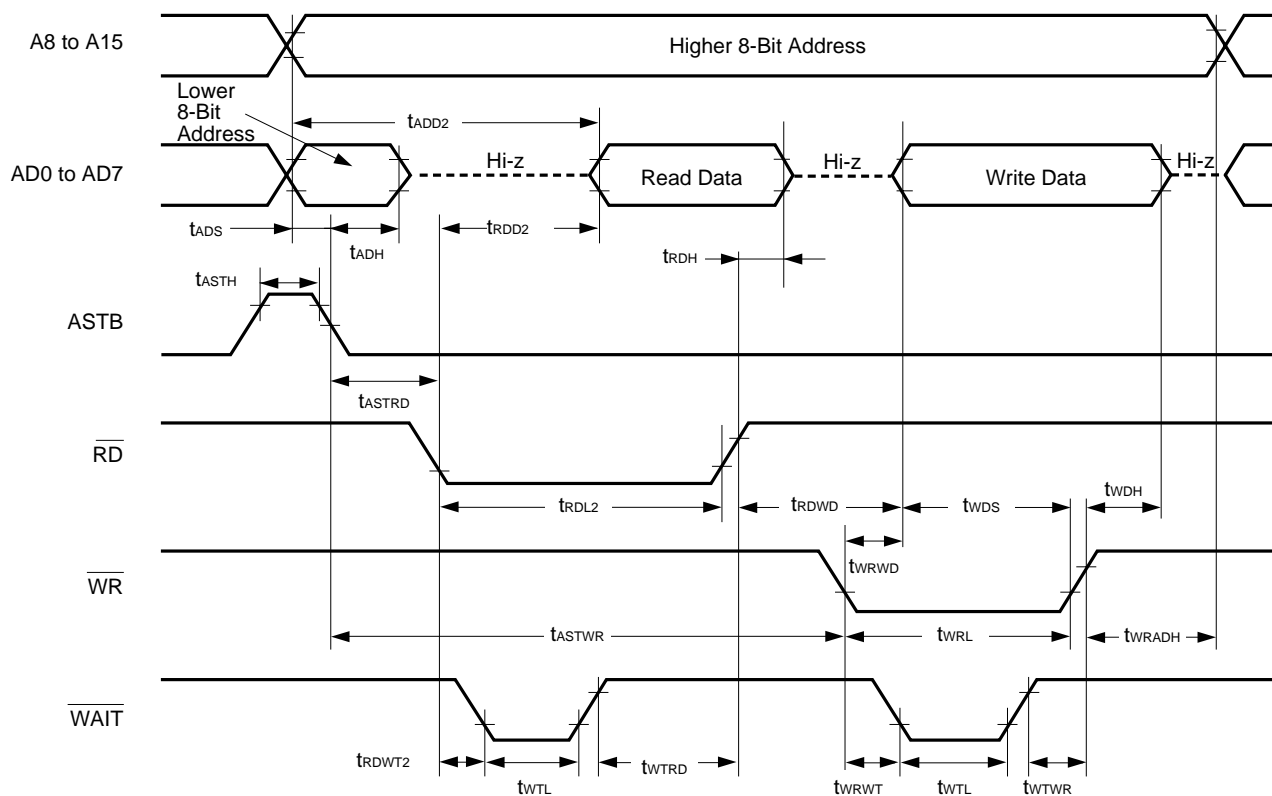 A8 to A15
Higher 8-Bit Address
Lower
8-Bit
Address
tADD2
AD0 to AD7
Hi-z
Read Data
Hi-z
Write Data
Hi-z
tADS
tADH
tRDD2
tRDH
tASTH
ASTB
tASTRD
RD
tRDL2
tRDWD
tWDS
tWDH
WR
tWRWD
tASTWR
tWRL
tWRADH
WAIT
tRDWT2
tWTL
tWTRD
tWRWT
tWTL
tWTWR